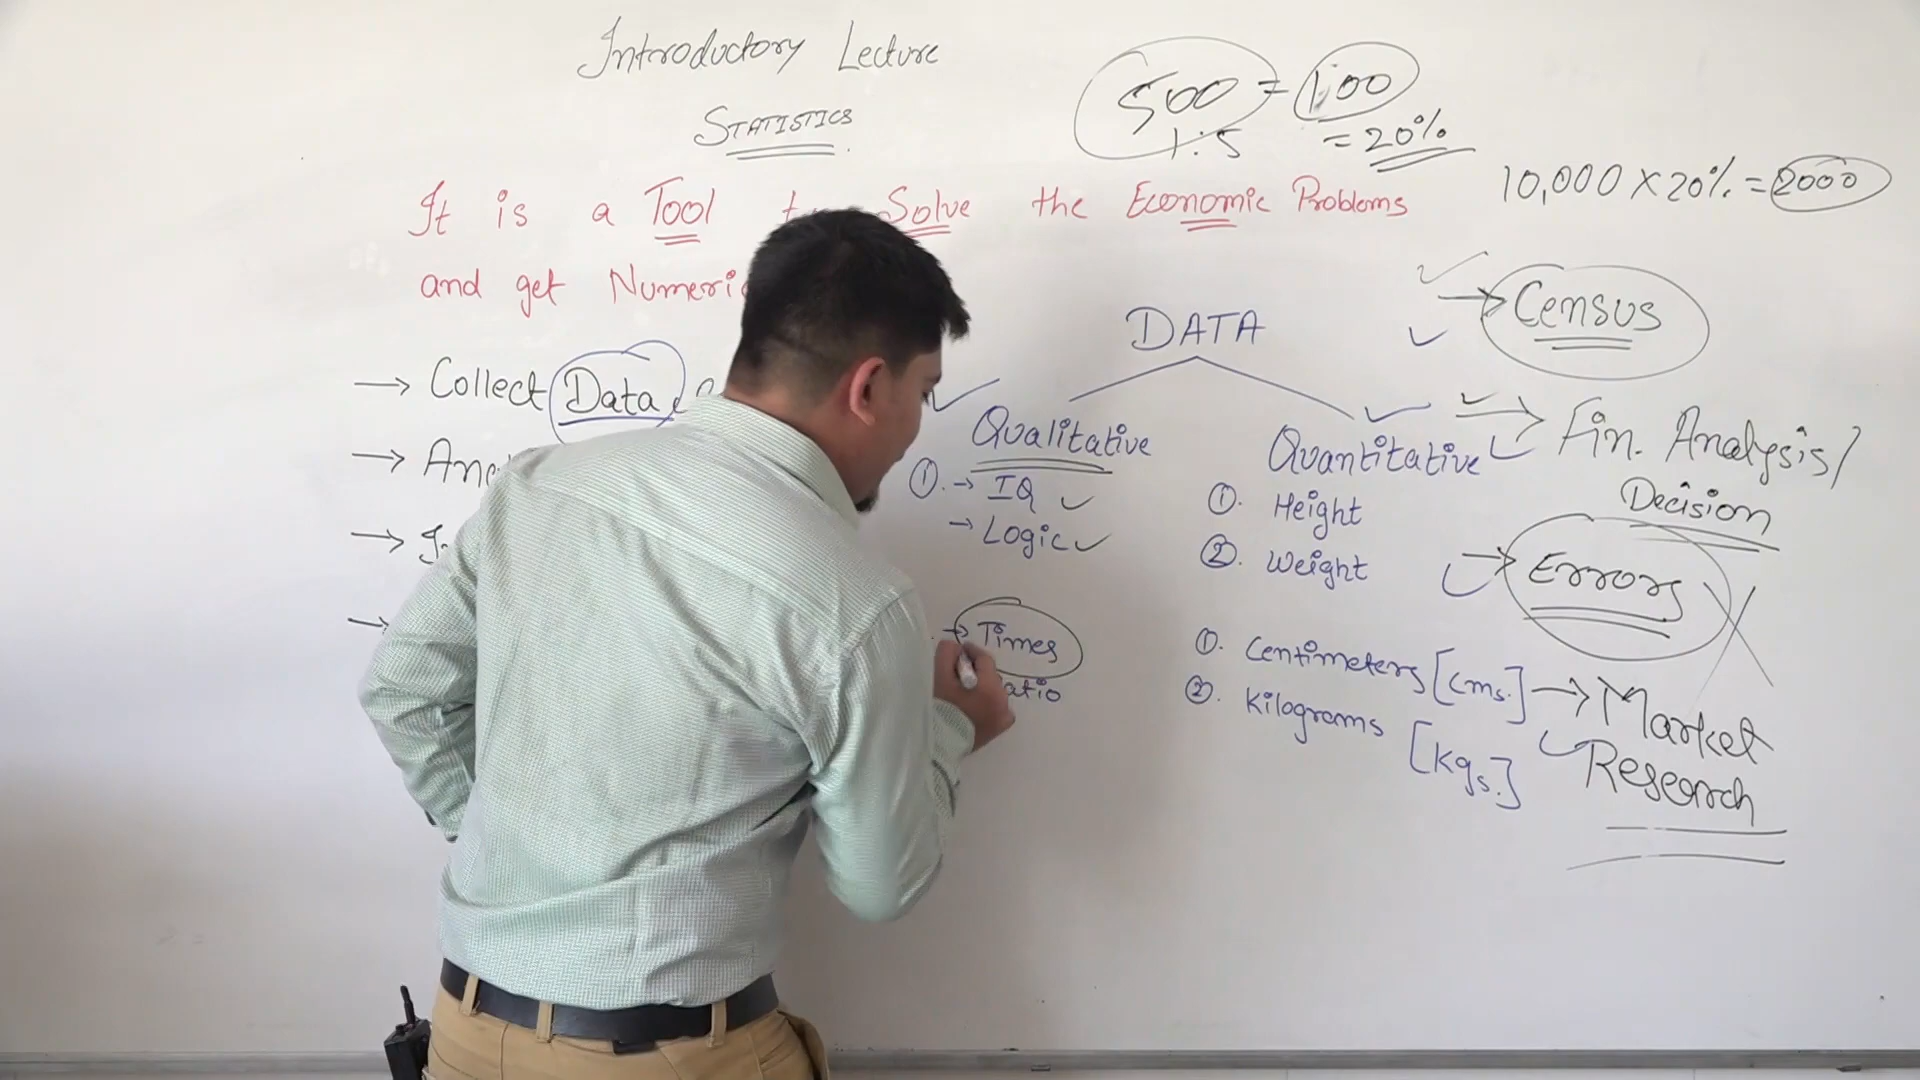 Introductory Lecture
STATISTICS
500 = 100
1:5 = 20%
10,000 X 20% = 2000
It is a Tool Solve the Economic Problems
and get
DATA
→ Census
→ Collect Data
Qualitative
Quantitative
→ Fin. Analysis/
Decision
①. → IQ
→ Logic
①. Height
②. Weight
→ Errors
→ Times
①. Centimeters [cms.]
②. Kilograms [kgs.]
→ Market
Research